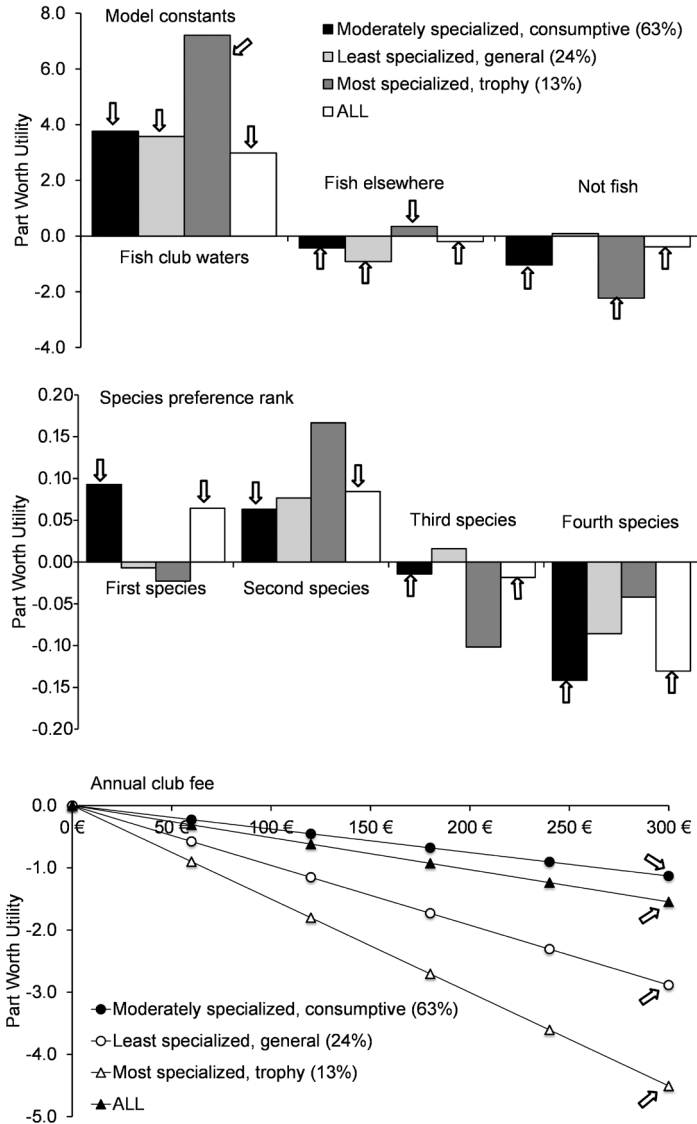 Model constants
Moderately specialized, consumptive (63%)
Least specialized, general (24%)
Most specialized, trophy (13%)
ALL
Part Worth Utility
8.0
6.0
4.0
2.0
0.0
-2.0
-4.0
Fish club waters
Fish elsewhere
Not fish
Species preference rank
Part Worth Utility
0.20
0.15
0.10
0.05
0.00
-0.05
-0.10
-0.15
-0.20
First species
Second species
Third species
Fourth species
Annual club fee
Part Worth Utility
0.0
-1.0
-2.0
-3.0
-4.0
-5.0
0 €
50 €
100 €
150 €
200 €
250 €
300 €
Moderately specialized, consumptive (63%)
Least specialized, general (24%)
Most specialized, trophy (13%)
ALL